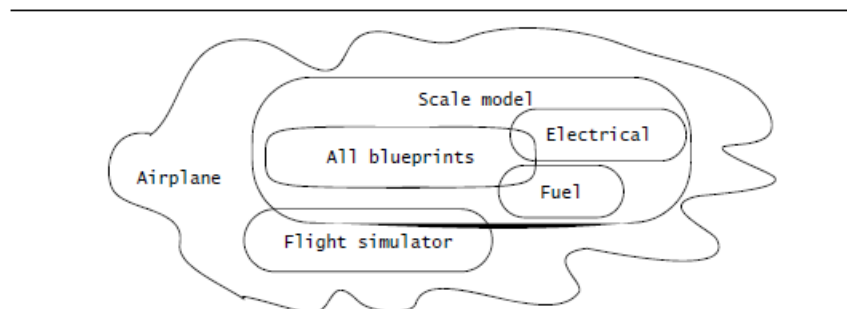 Scale model
Electrical
All blueprints
Airplane
Fuel
Flight simulator